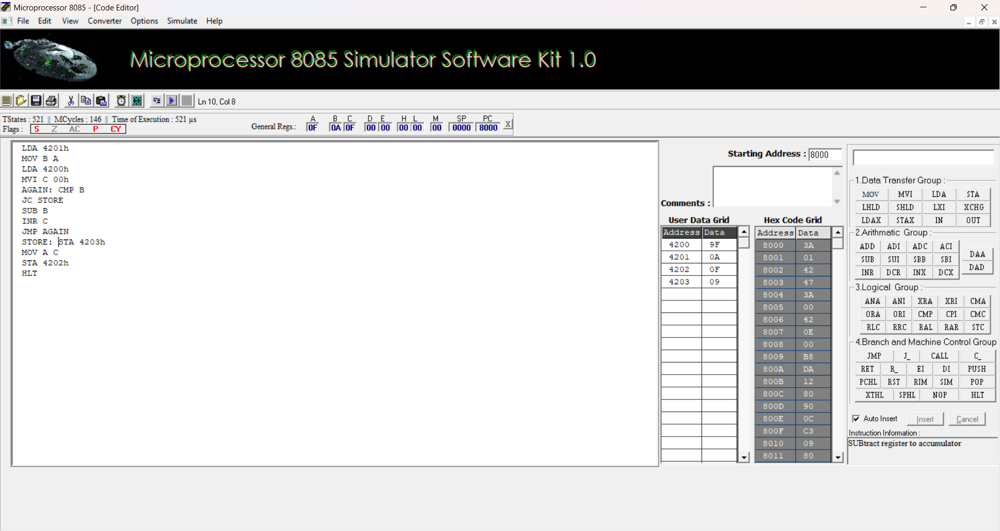 Microprocessor 8085 - [Code Editor]
File Edit View Converter Options Simulate Help
Microprocessor 8085 Simulator Software Kit 1.0
Ln 10, Col 8
TStates : 521 || MCycles : 146 || Time of Execution : 521 µs
Flags : S Z AC P CY
General Regs.:
A B C D E H L M SP PC
0F 0A 0F 00 00 00 00 00 0000 8000 X
LDA 4201h
MOV B A
LDA 4200h
MVI C 00h
AGAIN: CMP B
JC STORE
SUB B
INR C
JMP AGAIN
STORE: STA 4203h
MOV A C
STA 4202h
HLT
Starting Address : 8000
Comments :
User Data Grid
Address Data
4200 9F
4201 0A
4202 0F
4203 09
Hex Code Grid
Address Data
8000 3A
8001 01
8002 42
8003 47
8004 3A
8005 00
8006 42
8007 0E
8008 00
8009 B8
800A DA
800B 12
800C 80
800D 90
800E 0C
800F C3
8010 09
8011 80
1.Data Transfer Group :
MOV MVI LDA STA
LHLD SHLD LXI XCHG
LDAX STAX IN OUT
2.Arithmatic Group :
ADD ADI ADC ACI
SUB SUI SBB SBI
INR DCR INX DCX
DAA
DAD
3.Logical Group :
ANA ANI XRA XRI CMA
ORA ORI CMP CPI CMC
RLC RRC RAL RAR STC
4.Branch and Machine Control Group
JMP J_ CALL C_
RET R_ EI DI PUSH
PCHL RST RIM SIM POP
XTHL SPHL NOP HLT
Auto Insert Insert Cancel
Instruction Information :
SUBtract register to accumulator